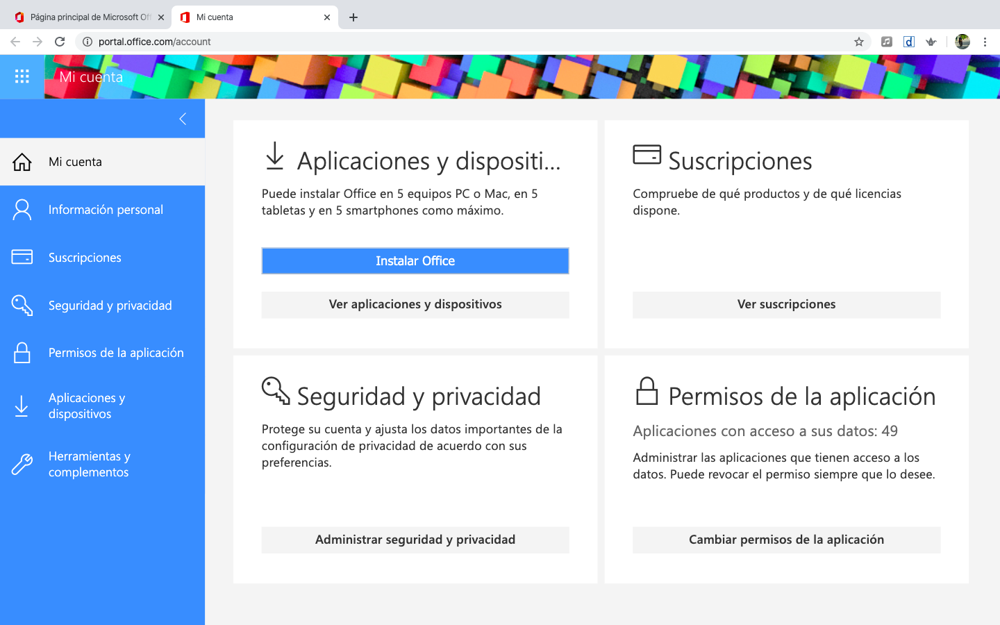 Página principal de Microsoft Of
Mi cuenta
portal.office.com/account
Mi cuenta
Mi cuenta
Información personal
Suscripciones
Seguridad y privacidad
Permisos de la aplicación
Aplicaciones y
dispositivos
Herramientas y
complementos
Aplicaciones y dispositi...
Puede instalar Office en 5 equipos PC o Mac, en 5
tabletas y en 5 smartphones como máximo.
Instalar Office
Ver aplicaciones y dispositivos
Suscripciones
Compruebe de qué productos y de qué licencias
dispone.
Ver suscripciones
Seguridad y privacidad
Protege su cuenta y ajusta los datos importantes de la
configuración de privacidad de acuerdo con sus
preferencias.
Administrar seguridad y privacidad
Permisos de la aplicación
Aplicaciones con acceso a sus datos: 49
Administrar las aplicaciones que tienen acceso a los
datos. Puede revocar el permiso siempre que lo desee.
Cambiar permisos de la aplicación